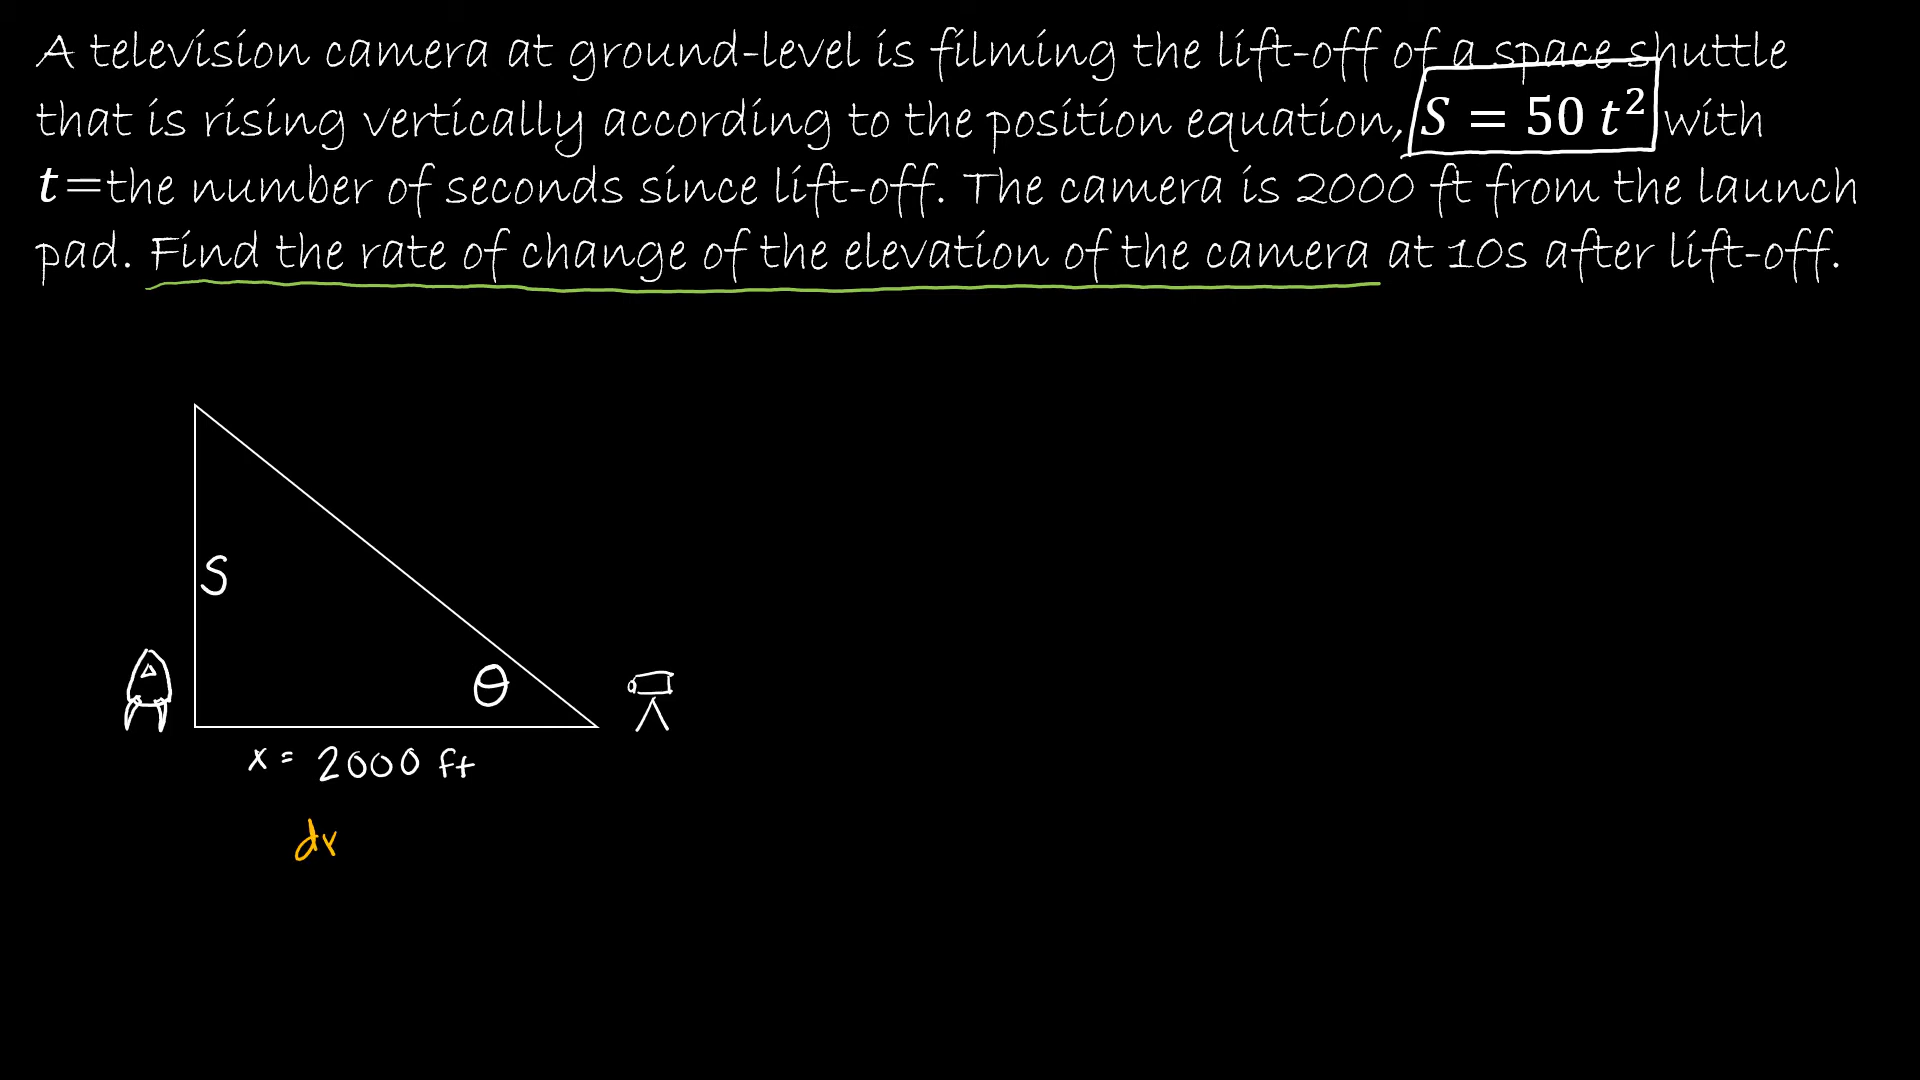 A television camera at ground-level is filming the lift-off of a space shuttle
that is rising vertically according to the position equation, S = 50 t² with
t=the number of seconds since lift-off. The camera is 2000 ft from the launch
pad. Find the rate of change of the elevation of the camera at 10s after lift-off.
S
θ
x = 2000 ft
dx